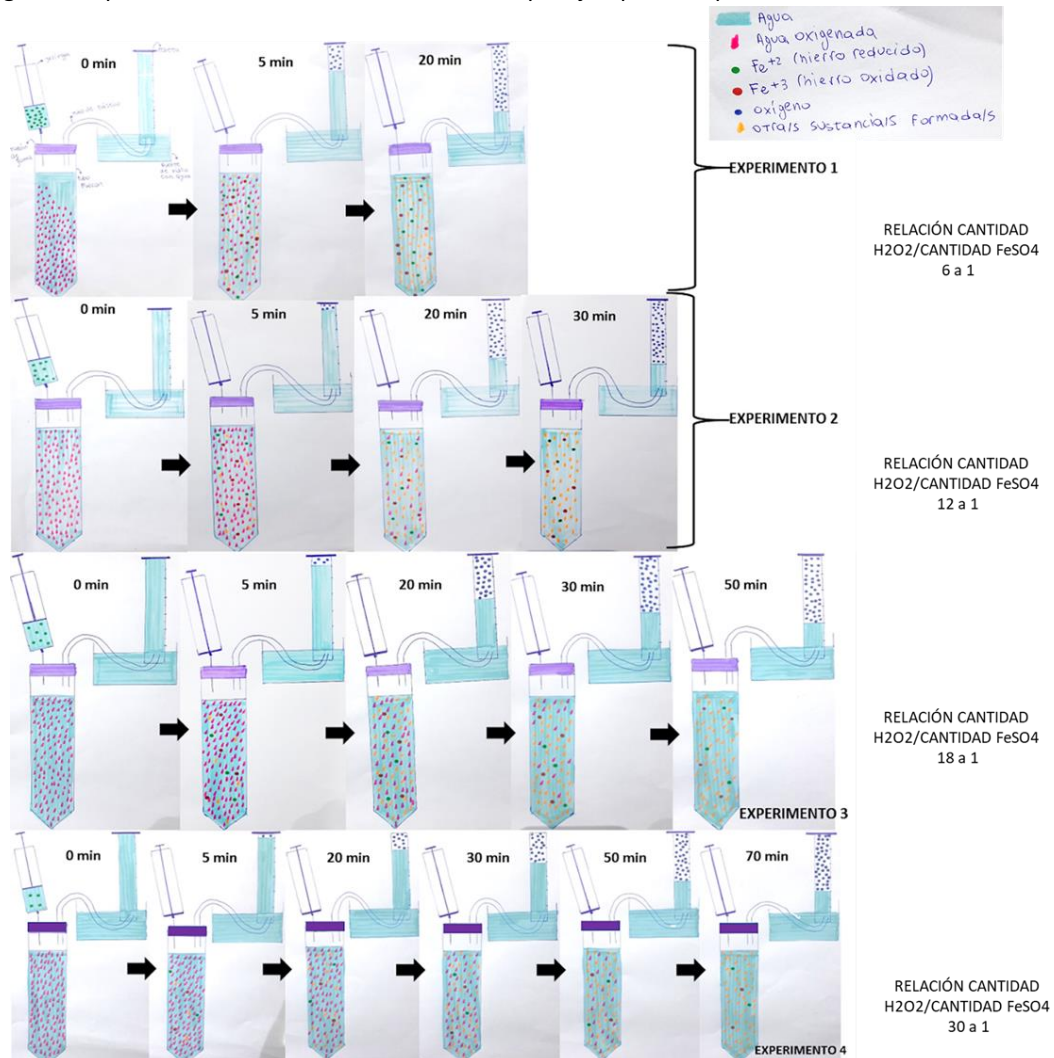 Agua
Agua oxigenada
Fe+2 (hierro reducido)
Fe+3 (hierro oxidado)
oxígeno
otra/s sustancia/s formada/s
0 min
5 min
20 min
EXPERIMENTO 1
RELACIÓN CANTIDAD
H2O2/CANTIDAD FeSO4
6 a 1
0 min
5 min
20 min
30 min
EXPERIMENTO 2
RELACIÓN CANTIDAD
H2O2/CANTIDAD FeSO4
12 a 1
0 min
5 min
20 min
30 min
50 min
EXPERIMENTO 3
RELACIÓN CANTIDAD
H2O2/CANTIDAD FeSO4
18 a 1
0 min
5 min
20 min
30 min
50 min
70 min
EXPERIMENTO 4
RELACIÓN CANTIDAD
H2O2/CANTIDAD FeSO4
30 a 1